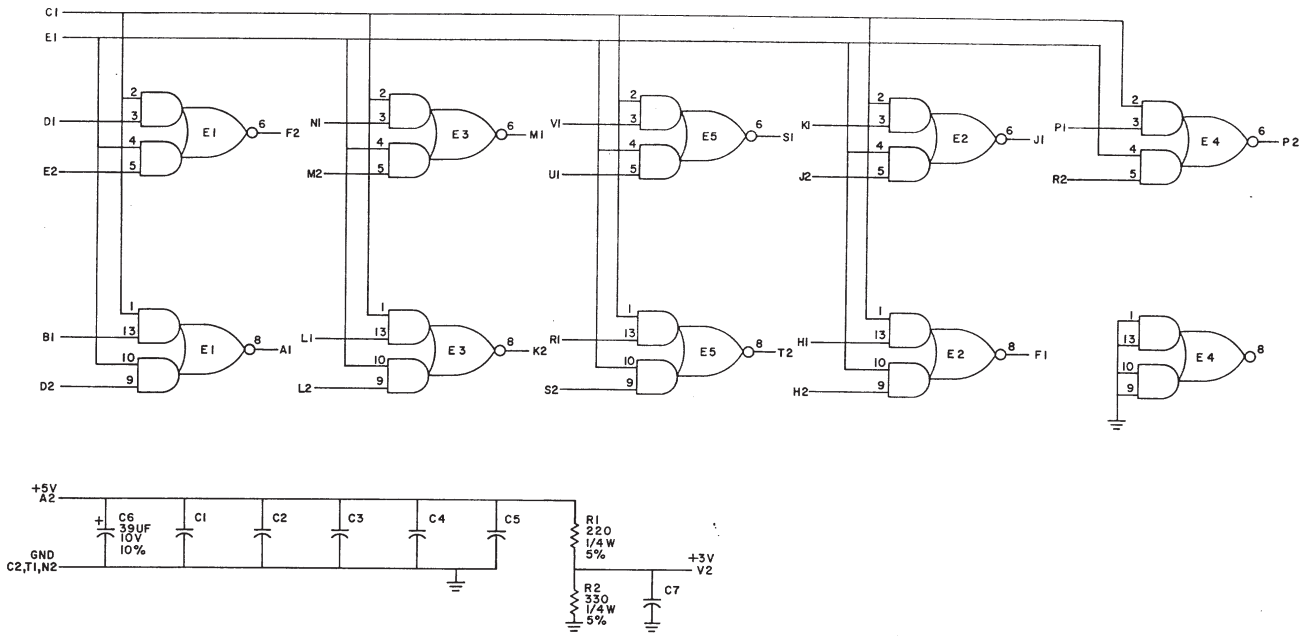 C1
E1
2
3
4
5
D1
E2
E1
6
F2
2
3
4
5
N1
M2
E3
6
M1
2
3
4
5
V1
U1
E5
6
S1
2
3
4
5
K1
J2
E2
6
J1
2
3
4
5
P1
R2
E4
6
P2
1
13
10
9
B1
D2
E1
8
A1
1
13
10
9
L1
L2
E3
8
K2
1
13
10
9
R1
S2
E5
8
T2
1
13
10
9
H1
H2
E2
8
F1
1
13
10
9
E4
8
+5V
A2
+
C6
39UF
10V
10%
C1
C2
C3
C4
C5
R1
220
1/4W
5%
GND
C2,T1,N2
+3V
V2
R2
330
1/4W
5%
C7